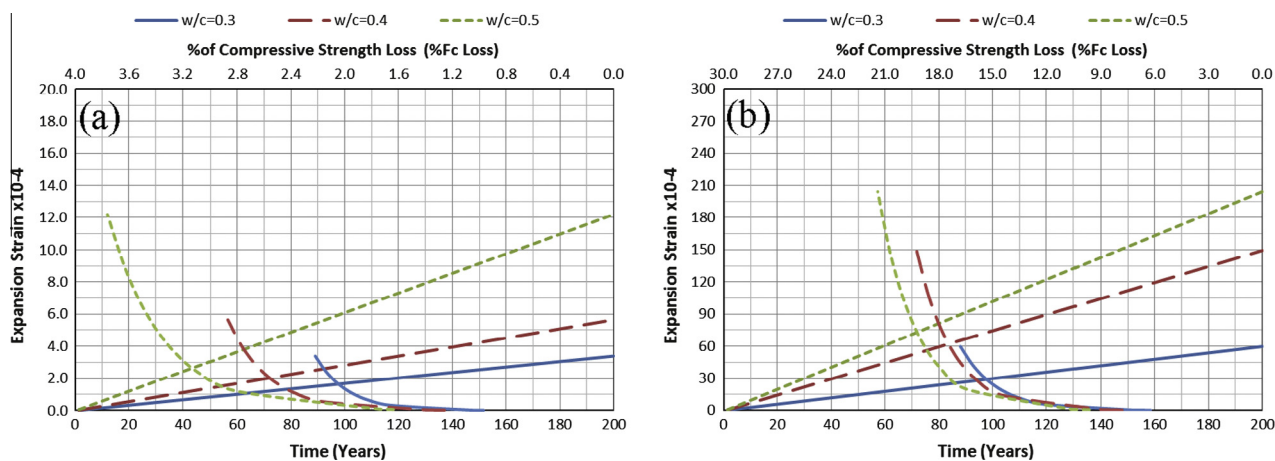 w/c=0.3 w/c=0.4 w/c=0.5
%of Compressive Strength Loss (%Fc Loss)
4.0 3.6 3.2 2.8 2.4 2.0 1.6 1.2 0.8 0.4 0.0
20.0
18.0
16.0
14.0
12.0
10.0
8.0
6.0
4.0
2.0
0.0
(a)
Expansion Strain x10-4
0 20 40 60 80 100 120 140 160 180 200
Time (Years)
w/c=0.3 w/c=0.4 w/c=0.5
%of Compressive Strength Loss (%Fc Loss)
30.0 27.0 24.0 21.0 18.0 15.0 12.0 9.0 6.0 3.0 0.0
300
270
240
210
180
150
120
90
60
30
0
(b)
Expansion Strain x10-4
0 20 40 60 80 100 120 140 160 180 200
Time (Years)